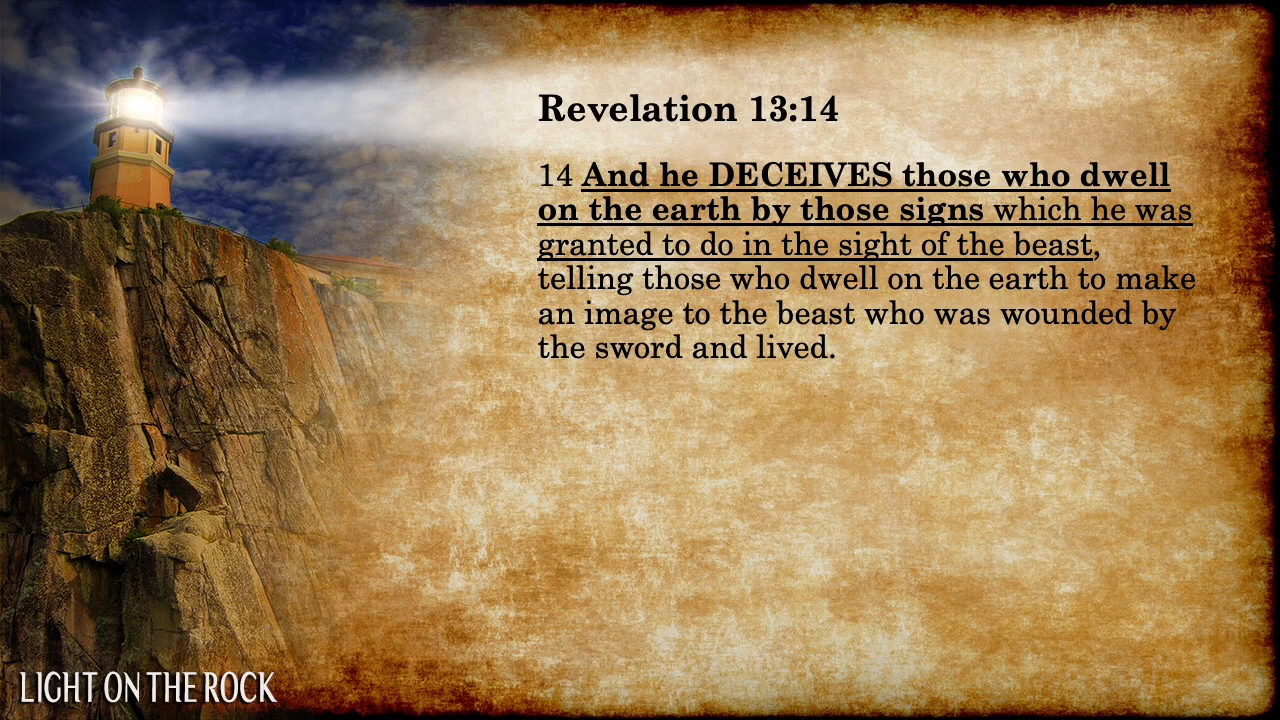 Revelation 13:14
14 And he DECEIVES those who dwell
on the earth by those signs which he was
granted to do in the sight of the beast,
telling those who dwell on the earth to make
an image to the beast who was wounded by
the sword and lived.
LIGHT ON THE ROCK